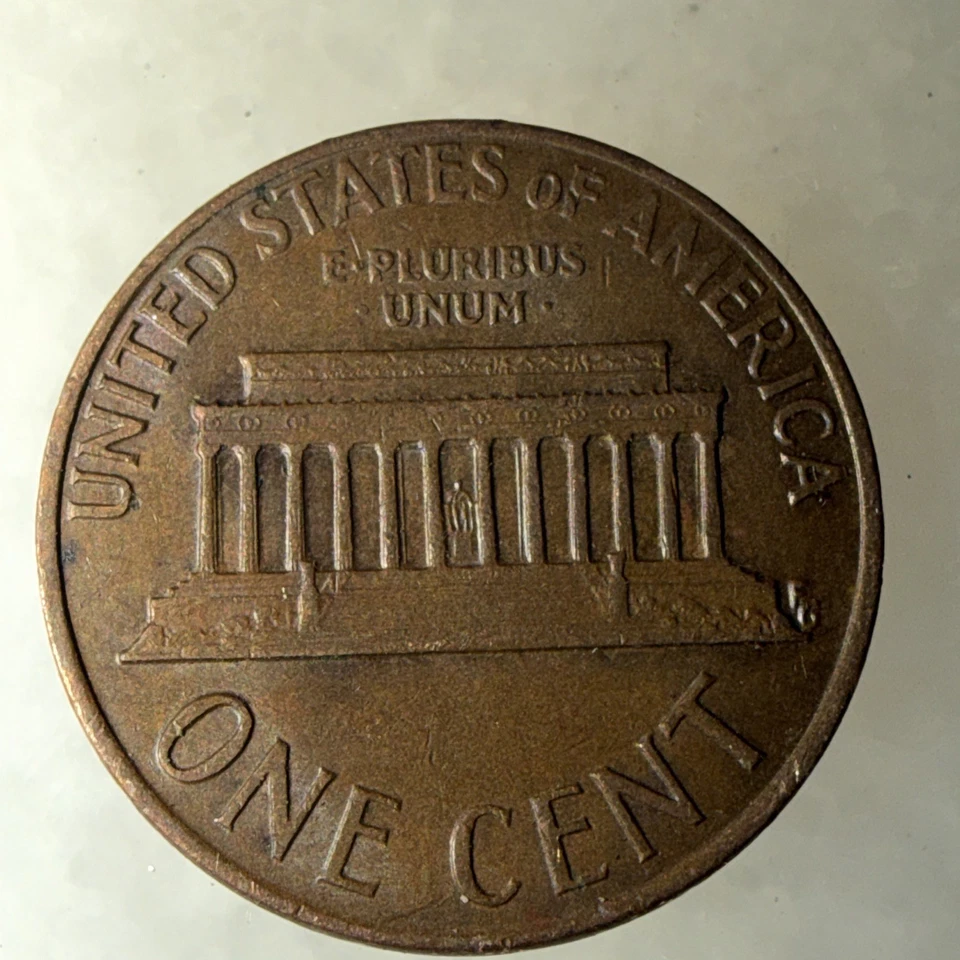 UNITED STATES OF AMERICA
E·PLURIBUS
·UNUM·
ONE CENT